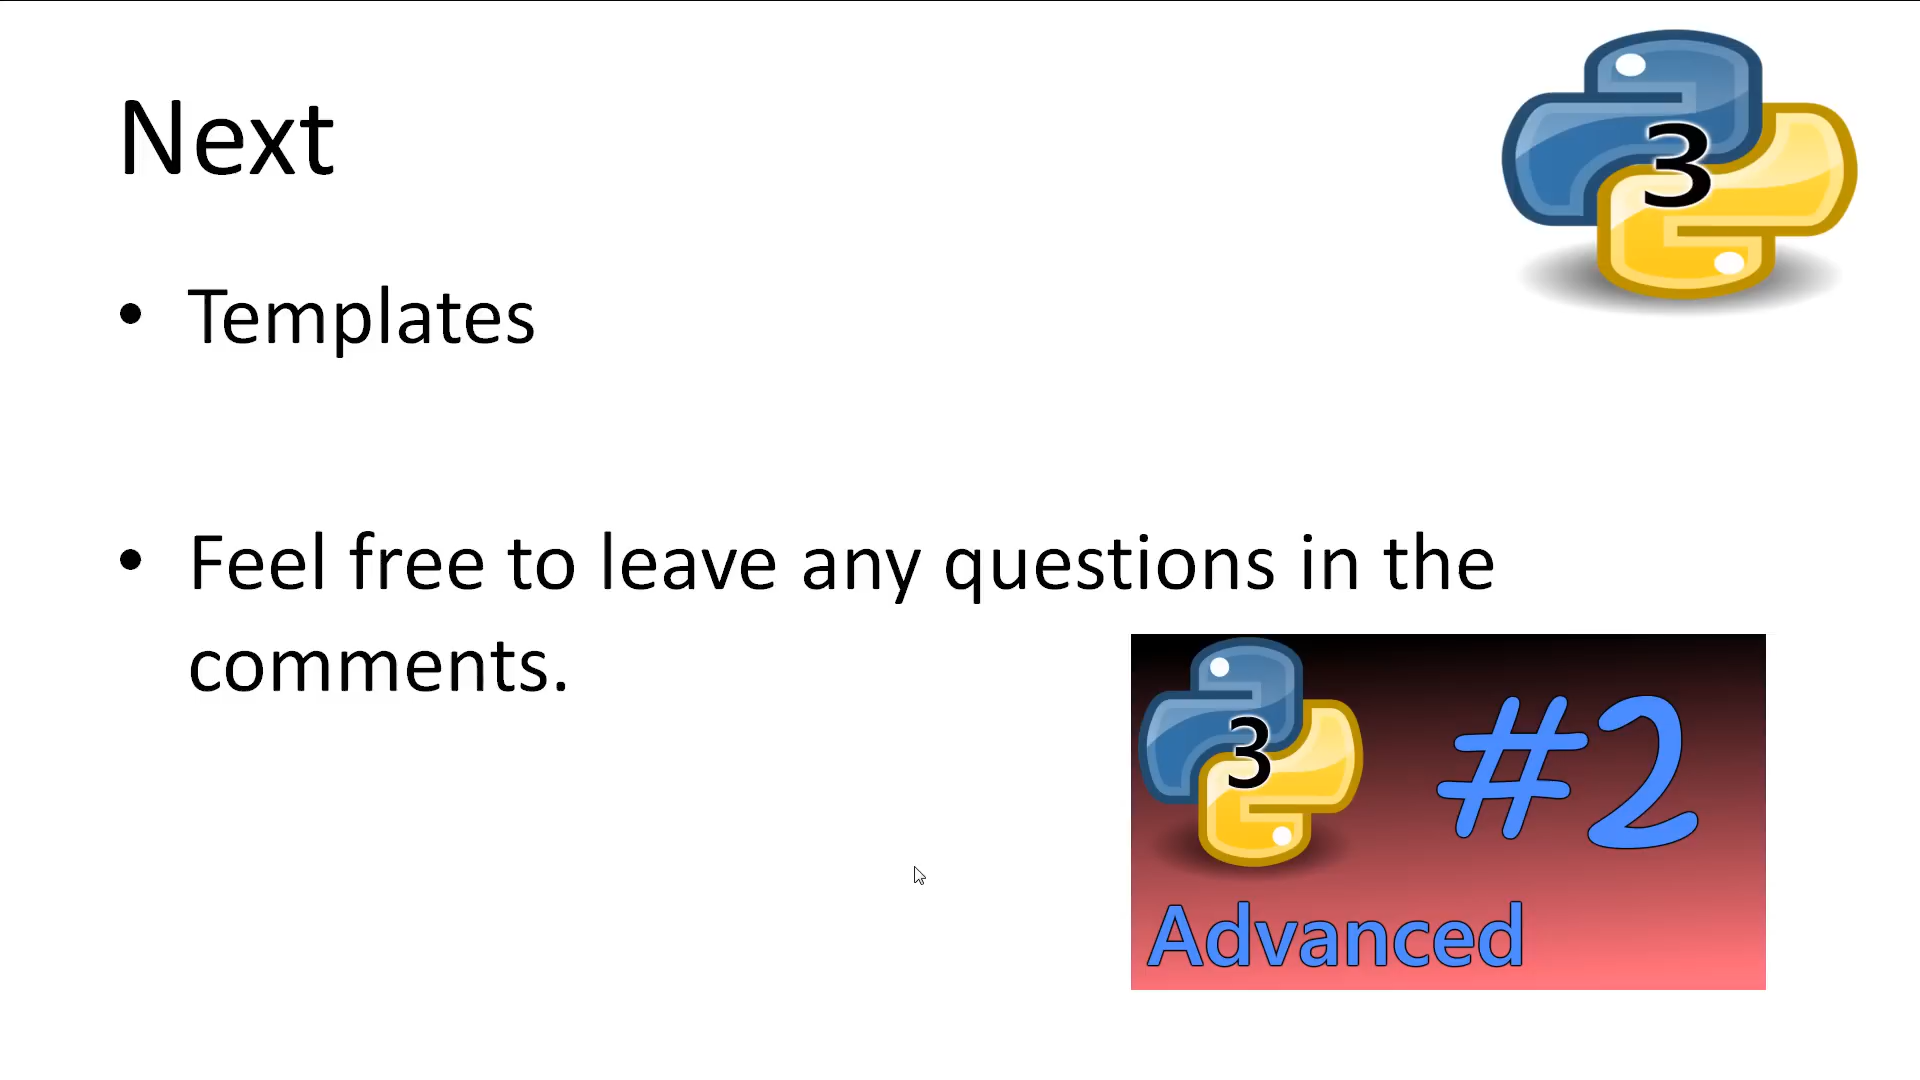 Next
3
• Templates
• Feel free to leave any questions in the
comments.
3
#2
Advanced